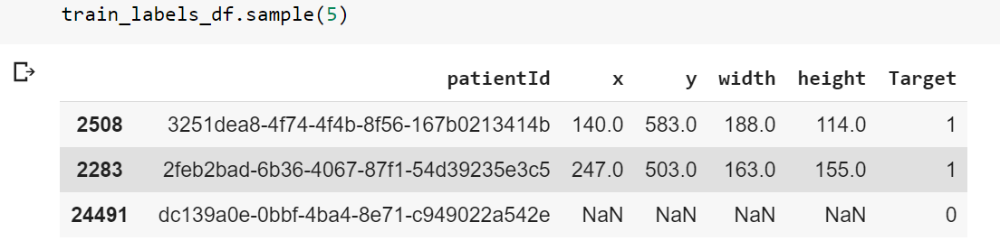 train_labels_df.sample(5)
patientId x y width height Target
2508 3251dea8-4f74-4f4b-8f56-167b0213414b 140.0 583.0 188.0 114.0 1
2283 2feb2bad-6b36-4067-87f1-54d39235e3c5 247.0 503.0 163.0 155.0 1
24491 dc139a0e-0bbf-4ba4-8e71-c949022a542e NaN NaN NaN NaN 0